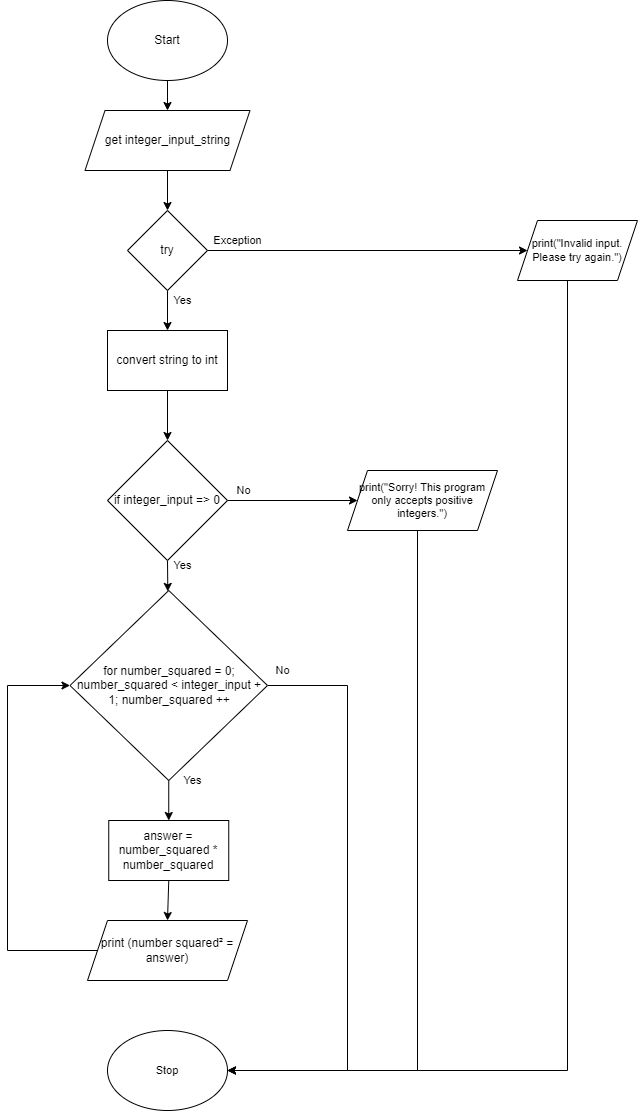 Start
get integer_input_string
try
Exception
print("Invalid input.
Please try again.")
Yes
convert string to int
if integer_input => 0
No
print("Sorry! This program
only accepts positive
integers.")
Yes
for number_squared = 0;
number_squared < integer_input +
1; number_squared ++
No
Yes
answer =
number_squared *
number_squared
print (number squared² =
answer)
Stop